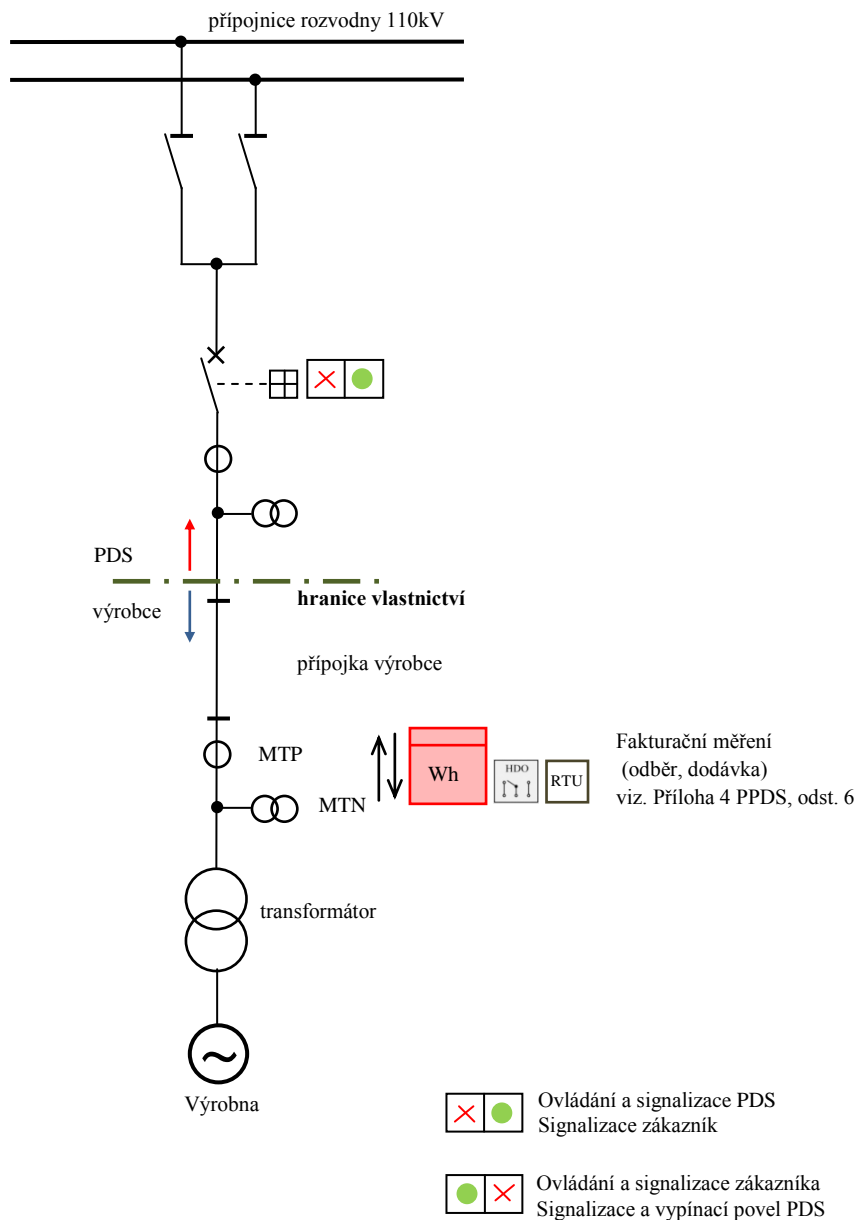 přípojnice rozvodny 110kV
PDS
výrobce
hranice vlastnictví
přípojka výrobce
MTP
MTN
Wh
HDO
RTU
Fakturační měření
(odběr, dodávka)
viz. Příloha 4 PPDS, odst. 6
transformátor
Výrobna
Ovládání a signalizace PDS
Signalizace zákazník
Ovládání a signalizace zákazníka
Signalizace a vypínací povel PDS